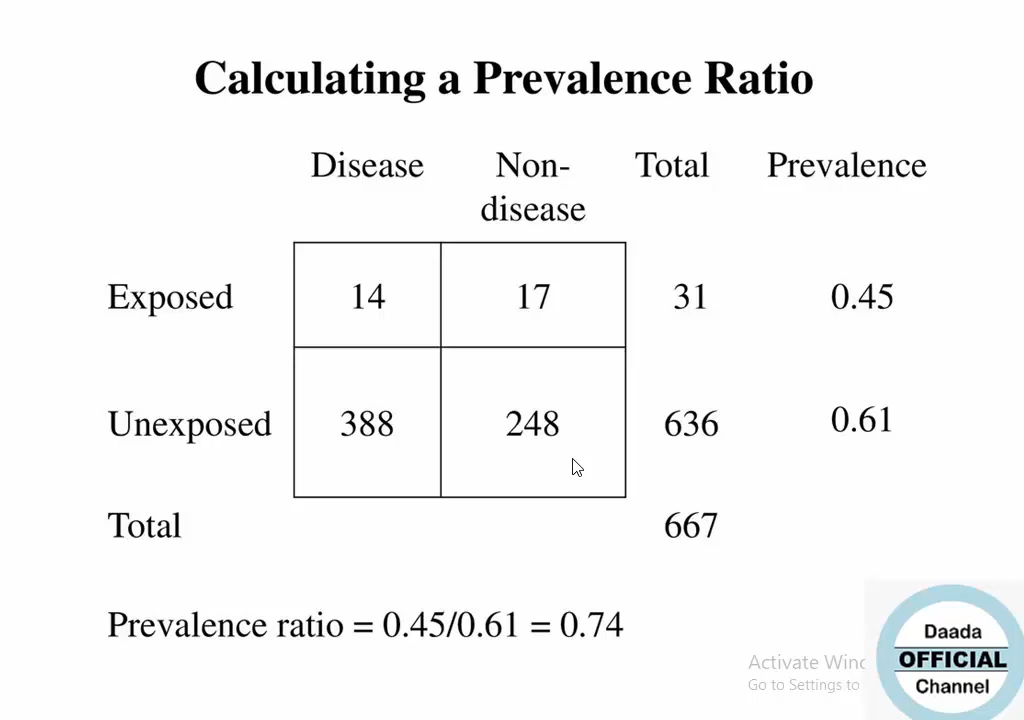 Calculating a Prevalence Ratio
Disease Non- Total Prevalence
disease
Exposed 14 17 31 0.45
Unexposed 388 248 636 0.61
Total 667
Prevalence ratio = 0.45/0.61 = 0.74
Activate
Go to Settings to
Daada
OFFICIAL
Channel